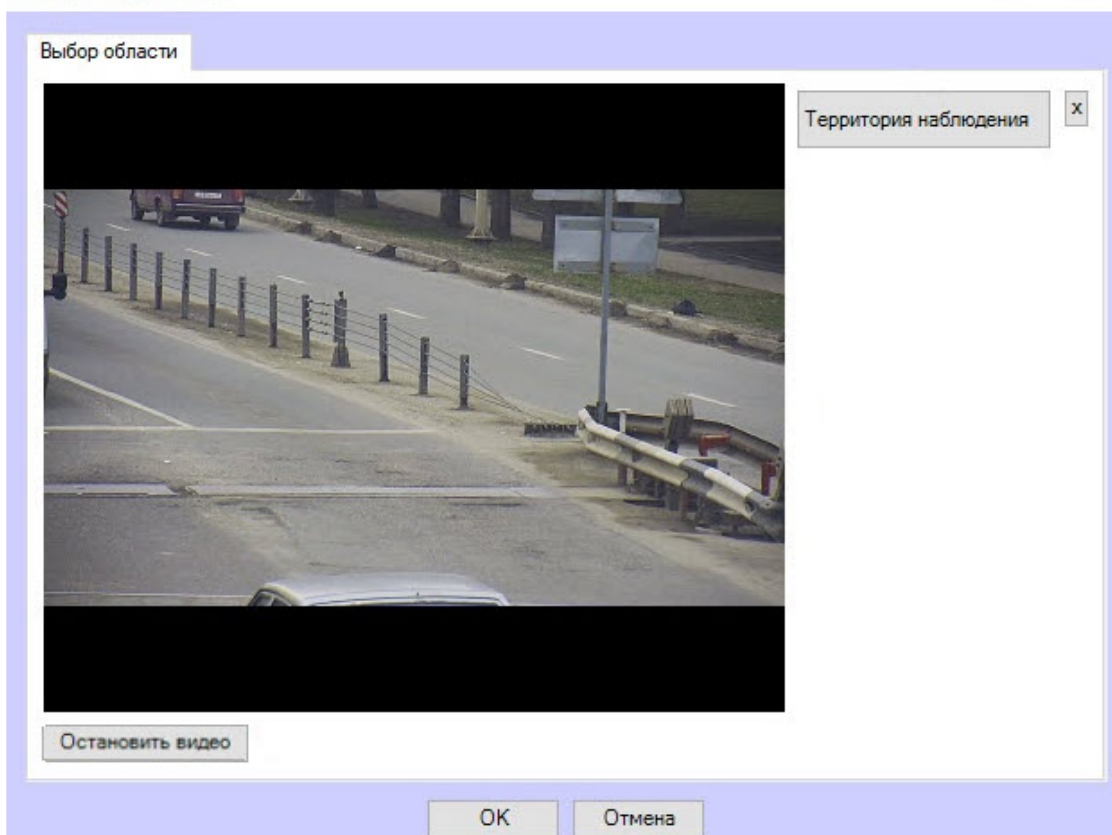 Выбор области
Территория наблюдения
x
Остановить видео
OK
Отмена